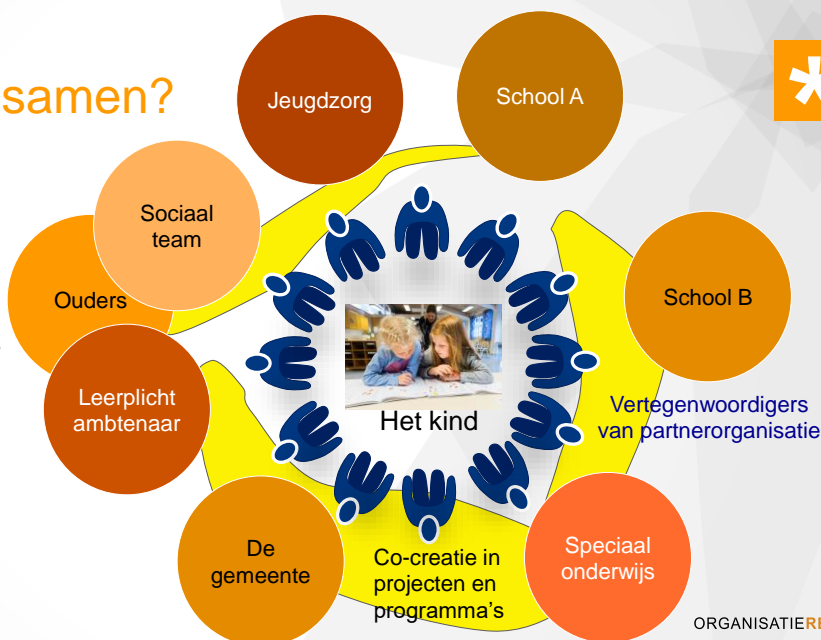 samen?
Jeugdzorg
School A
Sociaal
team
Ouders
School B
Leerplicht
ambtenaar
Het kind
Vertegenwoordigers
van partnerorganisatie
De
gemeente
Co-creatie in
projecten en
programma's
Speciaal
onderwijs
ORGANISATIERE